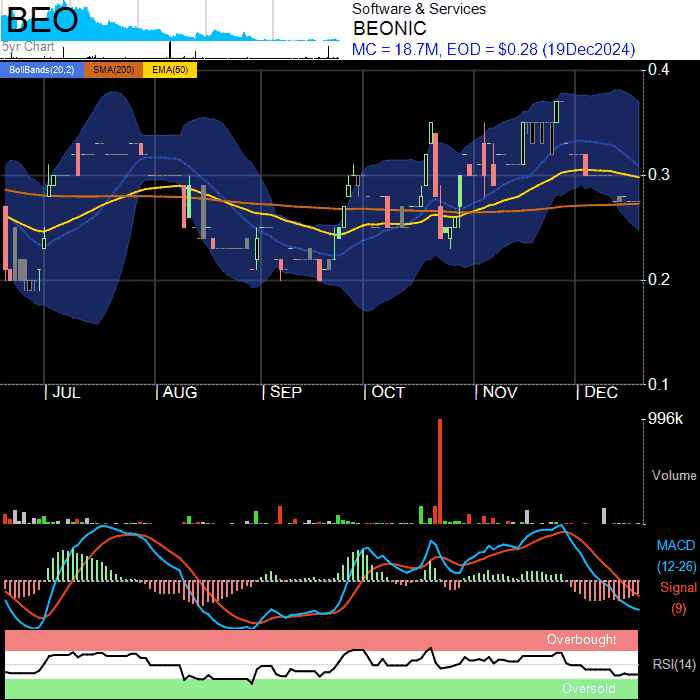 BEO
5yr Chart
Software & Services
BEONIC
MC = 18.7M, EOD = $0.28 (19Dec2024)
BollBands(20,2) SMA(200) EMA(50)
0.4
0.3
0.2
0.1
JUL AUG SEP OCT NOV DEC
996k
Volume
MACD
(12-26)
Signal
(9)
Overbought
RSI(14)
Oversold